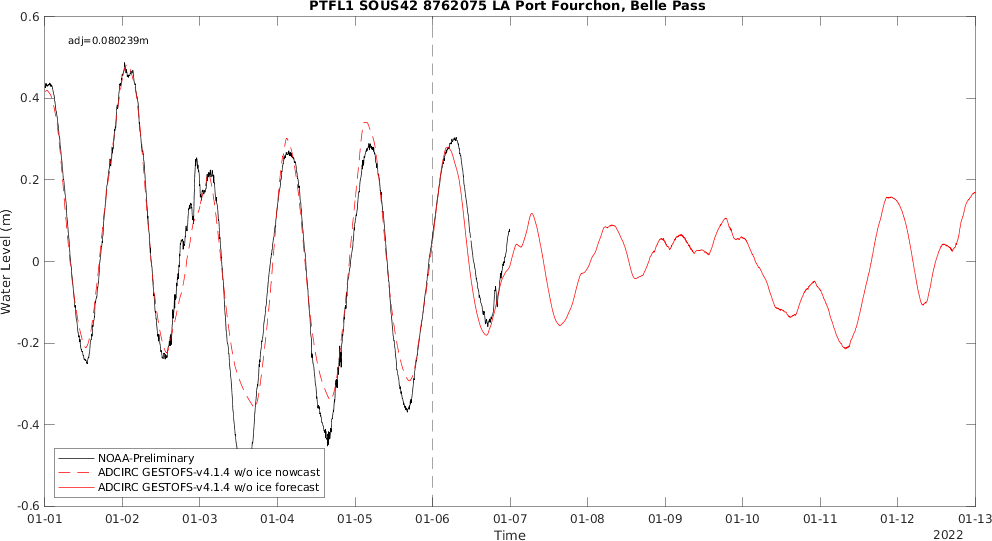 PTFL1 SOUS42 8762075 LA Port Fourchon, Belle Pass
adj=0.080239m
0.6
0.4
0.2
0
-0.2
-0.4
-0.6
Water Level (m)
NOAA-Preliminary
ADCIRC GESTOFS-v4.1.4 w/o ice nowcast
ADCIRC GESTOFS-v4.1.4 w/o ice forecast
01-01 01-02 01-03 01-04 01-05 01-06 01-07 01-08 01-09 01-10 01-11 01-12 01-13
Time
2022